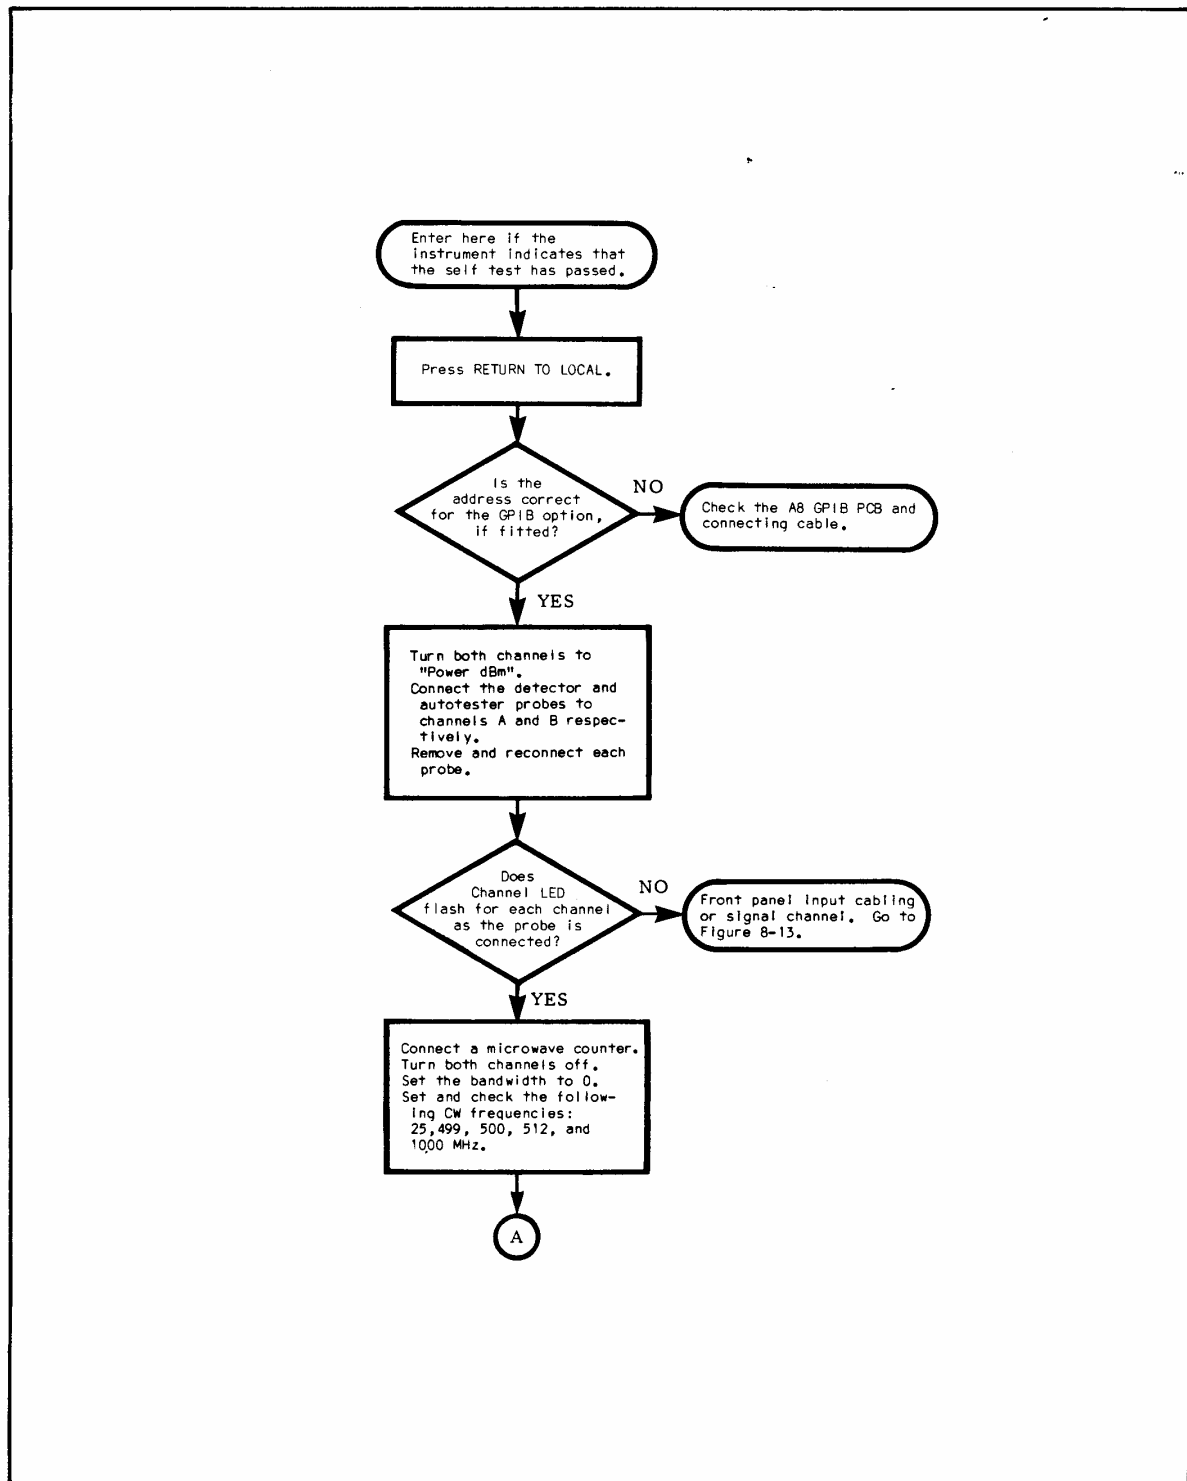 Enter here if the
instrument indicates that
the self test has passed.
Press RETURN TO LOCAL.
Is the
address correct
for the GPIB option,
if fitted?
NO
Check the A8 GPIB PCB and
connecting cable.
YES
Turn both channels to
"Power dBm".
Connect the detector and
autotester probes to
channels A and B respec-
tively.
Remove and reconnect each
probe.
Does
Channel LED
flash for each channel
as the probe is
connected?
NO
Front panel input cabling
or signal channel. Go to
Figure 8-13.
YES
Connect a microwave counter.
Turn both channels off.
Set the bandwidth to 0.
Set and check the follow-
ing CW frequencies:
25,499, 500, 512, and
1000 MHz.
A